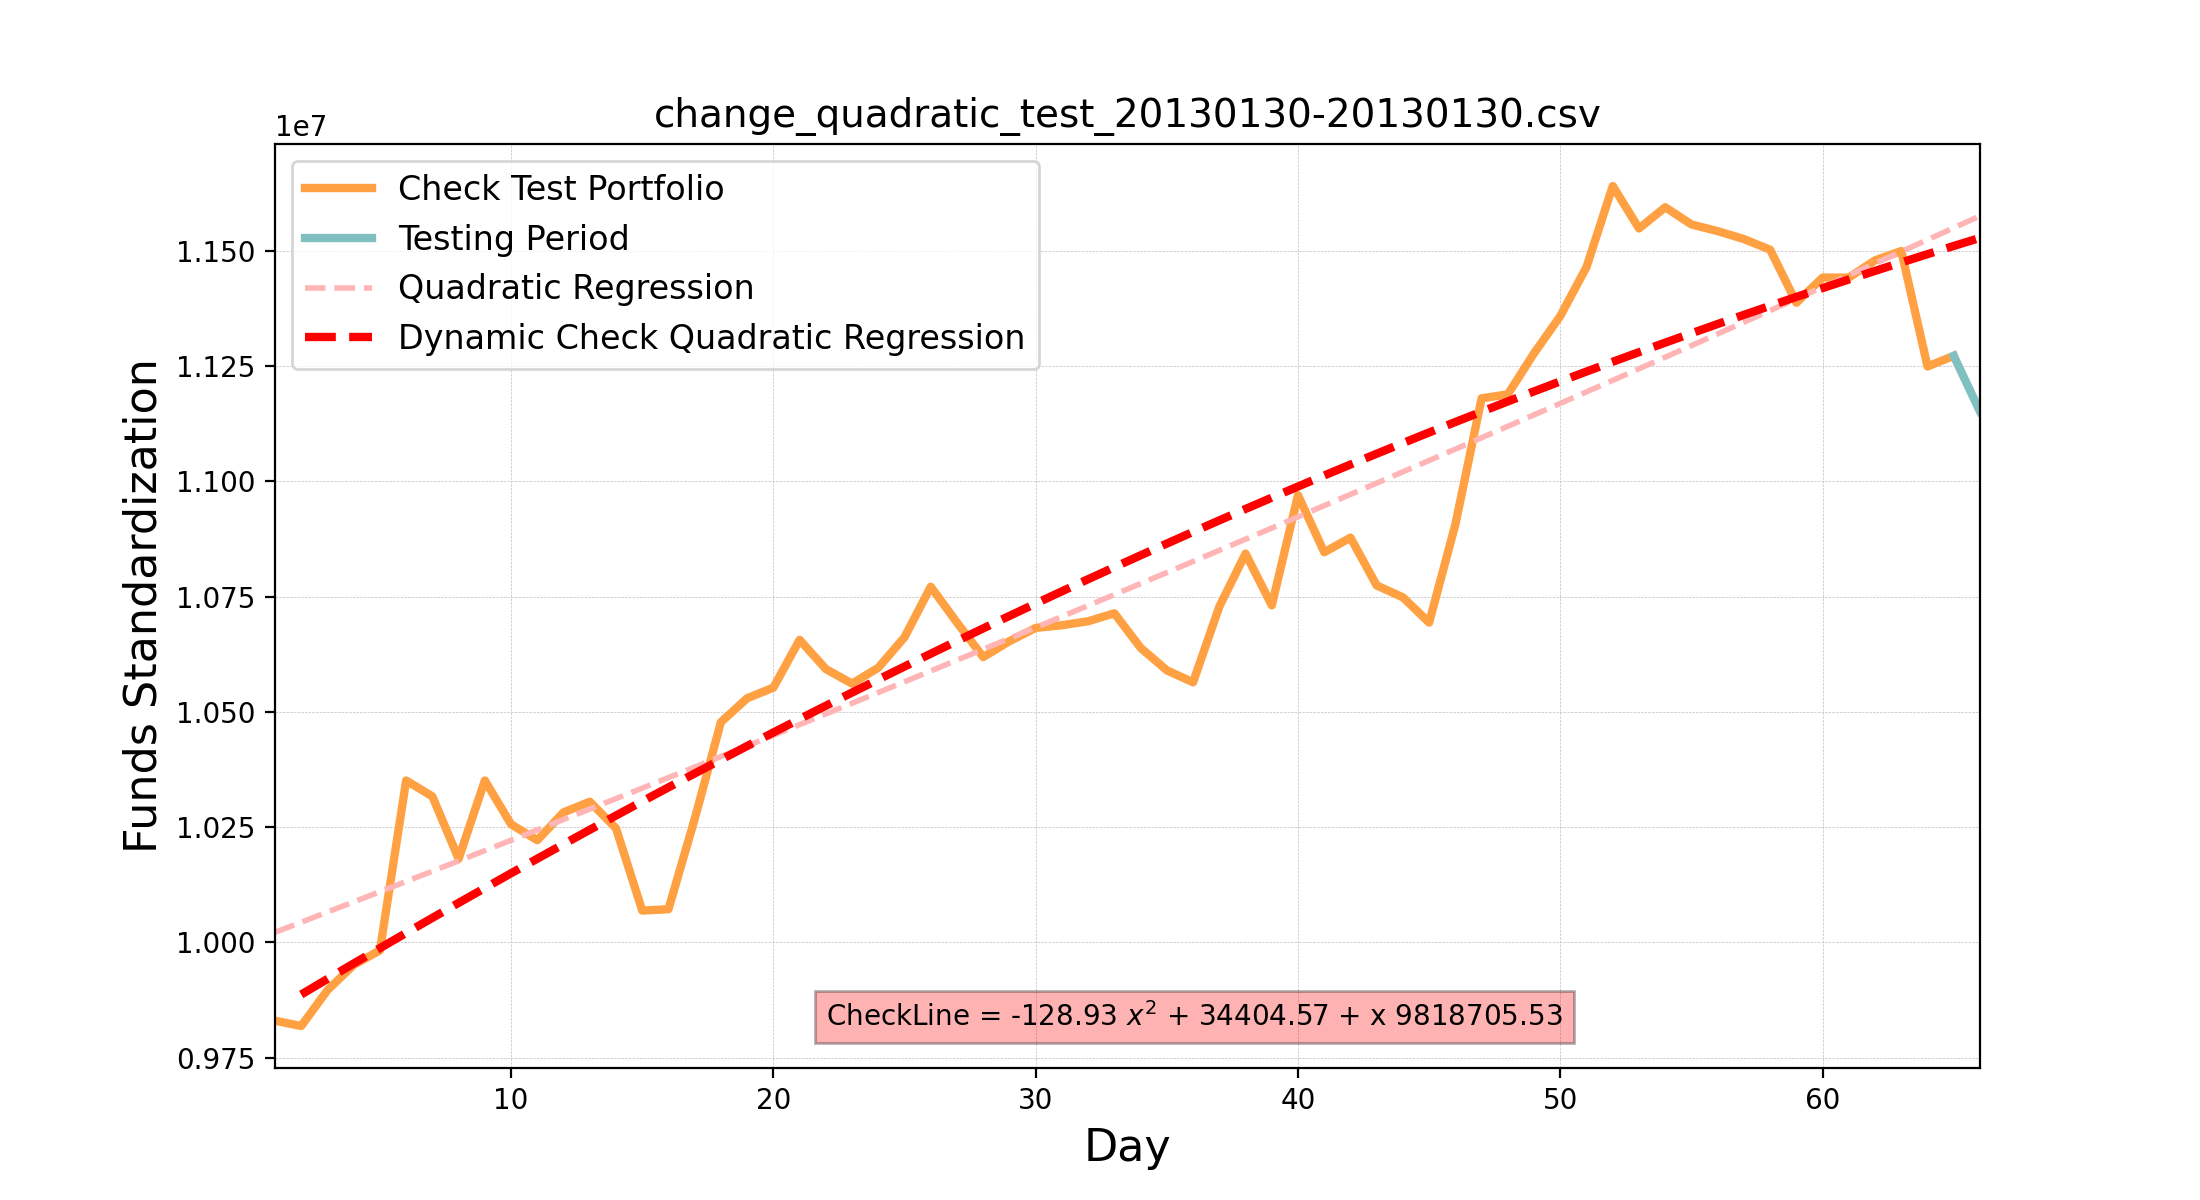 change_quadratic_test_20130130-20130130.csv
1e7
Check Test Portfolio
Testing Period
Quadratic Regression
Dynamic Check Quadratic Regression
Funds Standardization
1.150
1.125
1.100
1.075
1.050
1.025
1.000
0.975
CheckLine = -128.93 x² + 34404.57 + x 9818705.53
10 20 30 40 50 60
Day